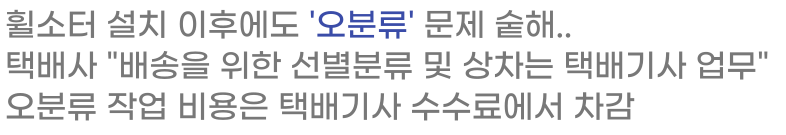 휠소터 설치 이후에도 '오분류' 문제 숱해..
택배사 "배송을 위한 선별분류 및 상차는 택배기사 업무"
오분류 작업 비용은 택배기사 수수료에서 차감